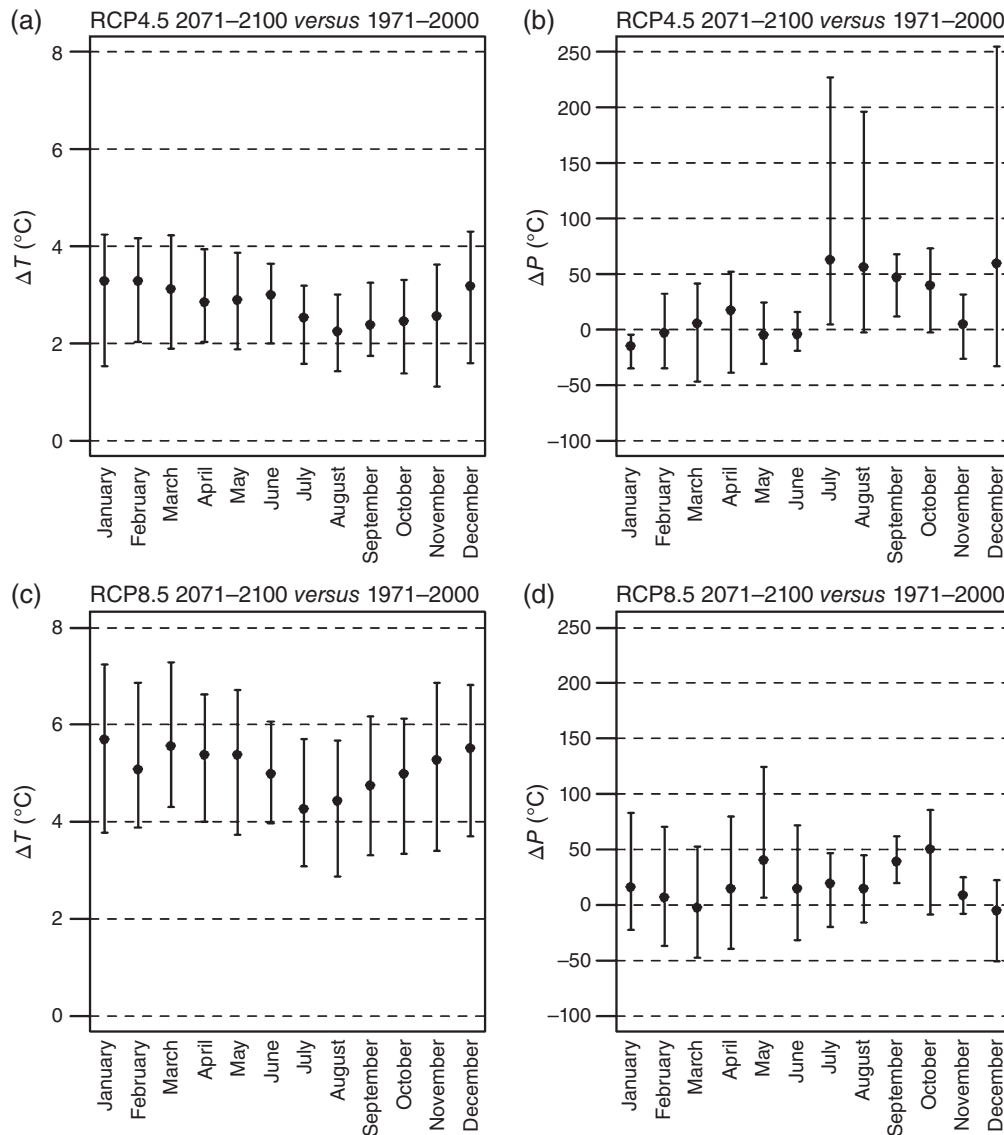 (a) RCP4.5 2071–2100 versus 1971–2000
8
6
4
2
0
ΔT (°C)
January
February
March
April
May
June
July
August
September
October
November
December
(b) RCP4.5 2071–2100 versus 1971–2000
250
200
150
100
50
0
−50
−100
ΔP (°C)
January
February
March
April
May
June
July
August
September
October
November
December
(c) RCP8.5 2071–2100 versus 1971–2000
8
6
4
2
0
ΔT (°C)
January
February
March
April
May
June
July
August
September
October
November
December
(d) RCP8.5 2071–2100 versus 1971–2000
250
200
150
100
50
0
−50
−100
ΔP (°C)
January
February
March
April
May
June
July
August
September
October
November
December